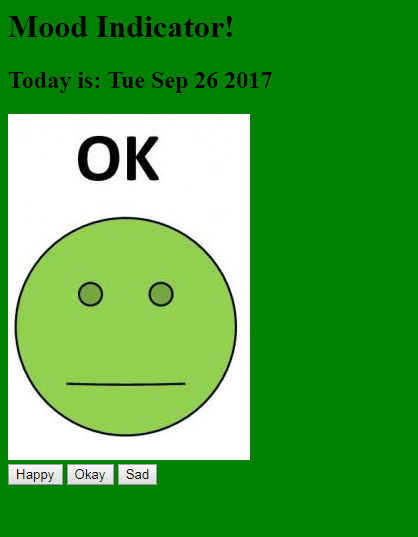 Mood Indicator!
Today is: Tue Sep 26 2017
OK
Happy Okay Sad